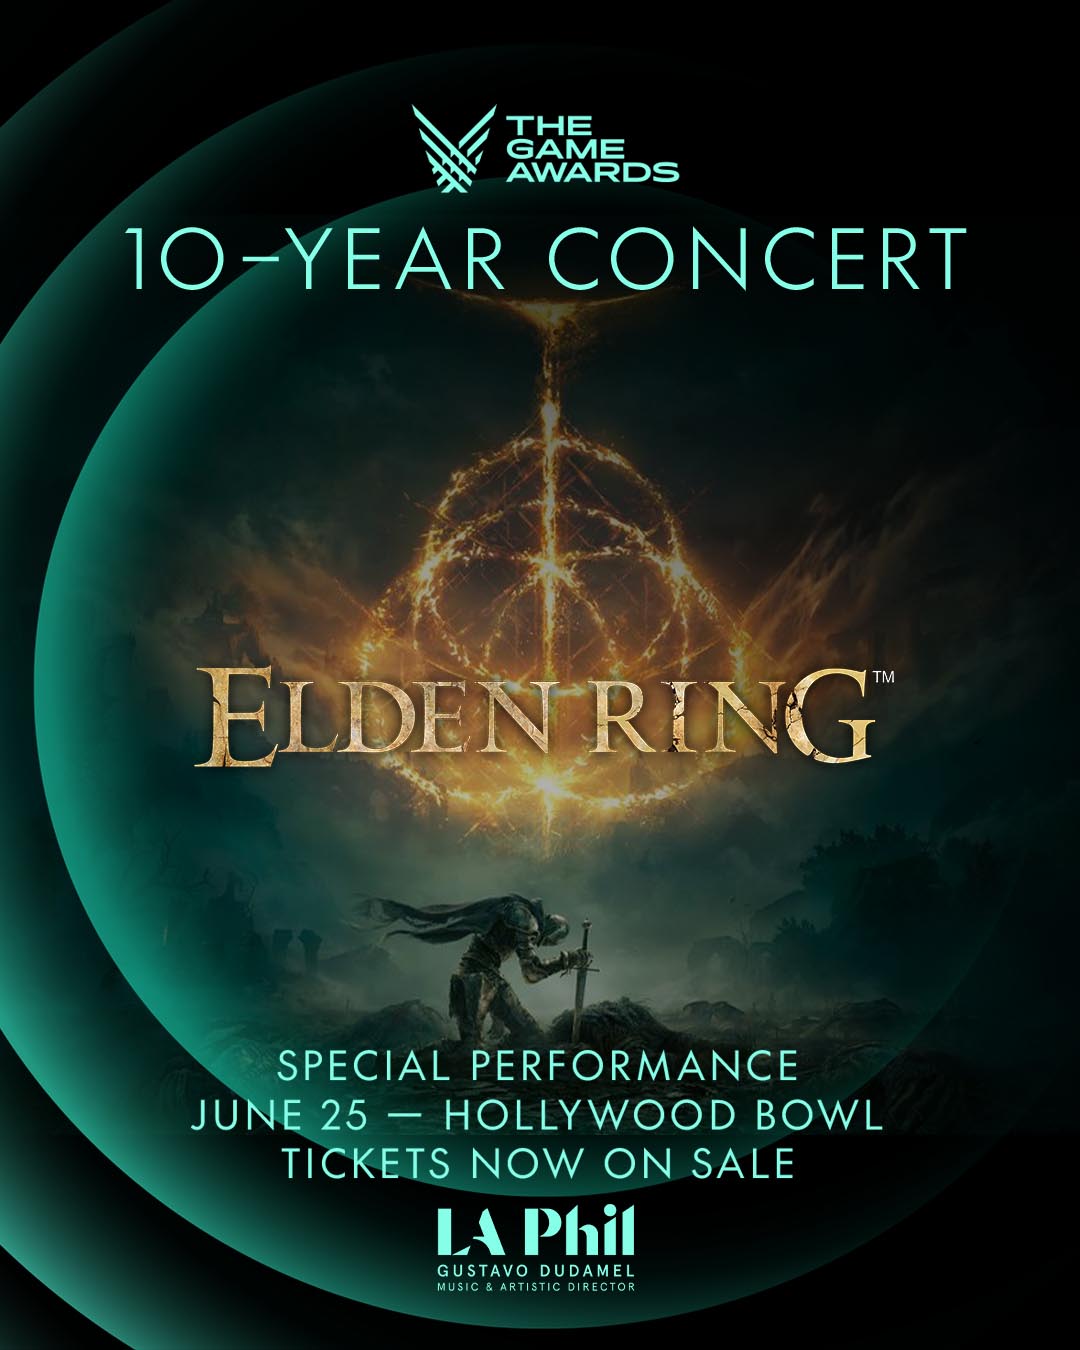 THE
GAME
AWARDS
10-YEAR CONCERT
ELDEN RING™
SPECIAL PERFORMANCE
JUNE 25 — HOLLYWOOD BOWL
TICKETS NOW ON SALE
LA Phil
GUSTAVO DUDAMEL
MUSIC & ARTISTIC DIRECTOR